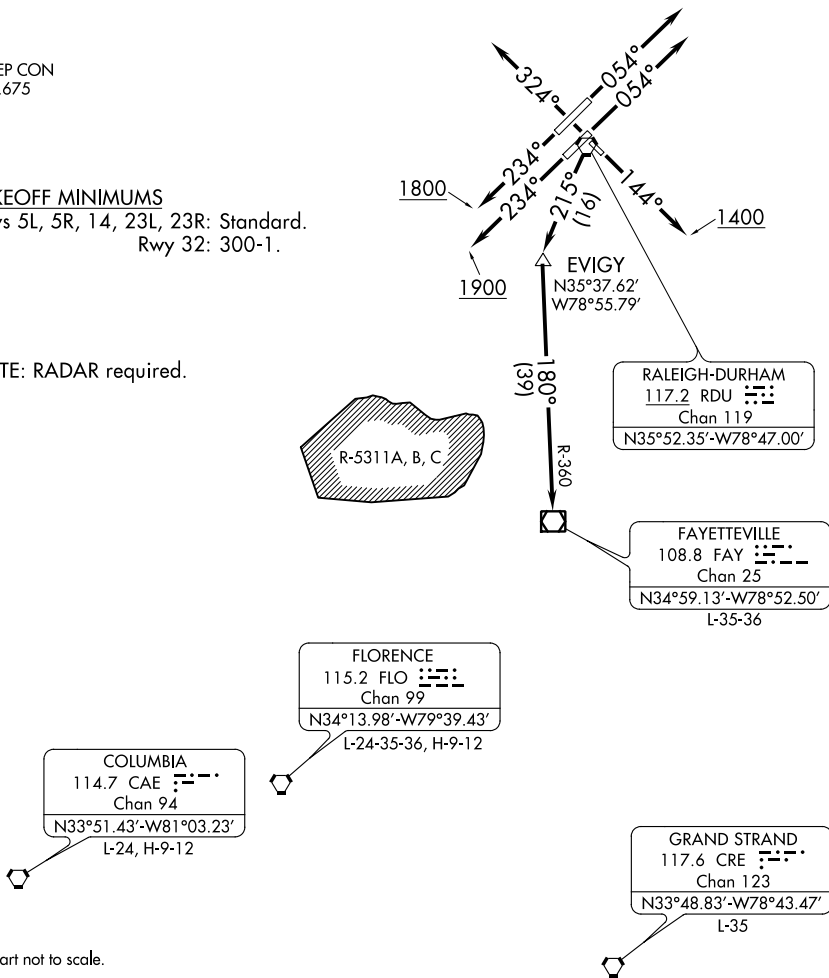 EP CON
.675
324°
054°
054°
234°
234°
215°
(16)
144°
1800
1900
1400
KEOFF MINIMUMS
ys 5L, 5R, 14, 23L, 23R: Standard.
Rwy 32: 300-1.
EVIGY
N35°37.62'
W78°55.79'
TE: RADAR required.
180°
(39)
R-360
RALEIGH-DURHAM
117.2 RDU
Chan 119
N35°52.35'-W78°47.00'
R-5311A, B, C
FAYETTEVILLE
108.8 FAY
Chan 25
N34°59.13'-W78°52.50'
L-35-36
FLORENCE
115.2 FLO
Chan 99
N34°13.98'-W79°39.43'
L-24-35-36, H-9-12
COLUMBIA
114.7 CAE
Chan 94
N33°51.43'-W81°03.23'
L-24, H-9-12
GRAND STRAND
117.6 CRE
Chan 123
N33°48.83'-W78°43.47'
L-35
art not to scale.